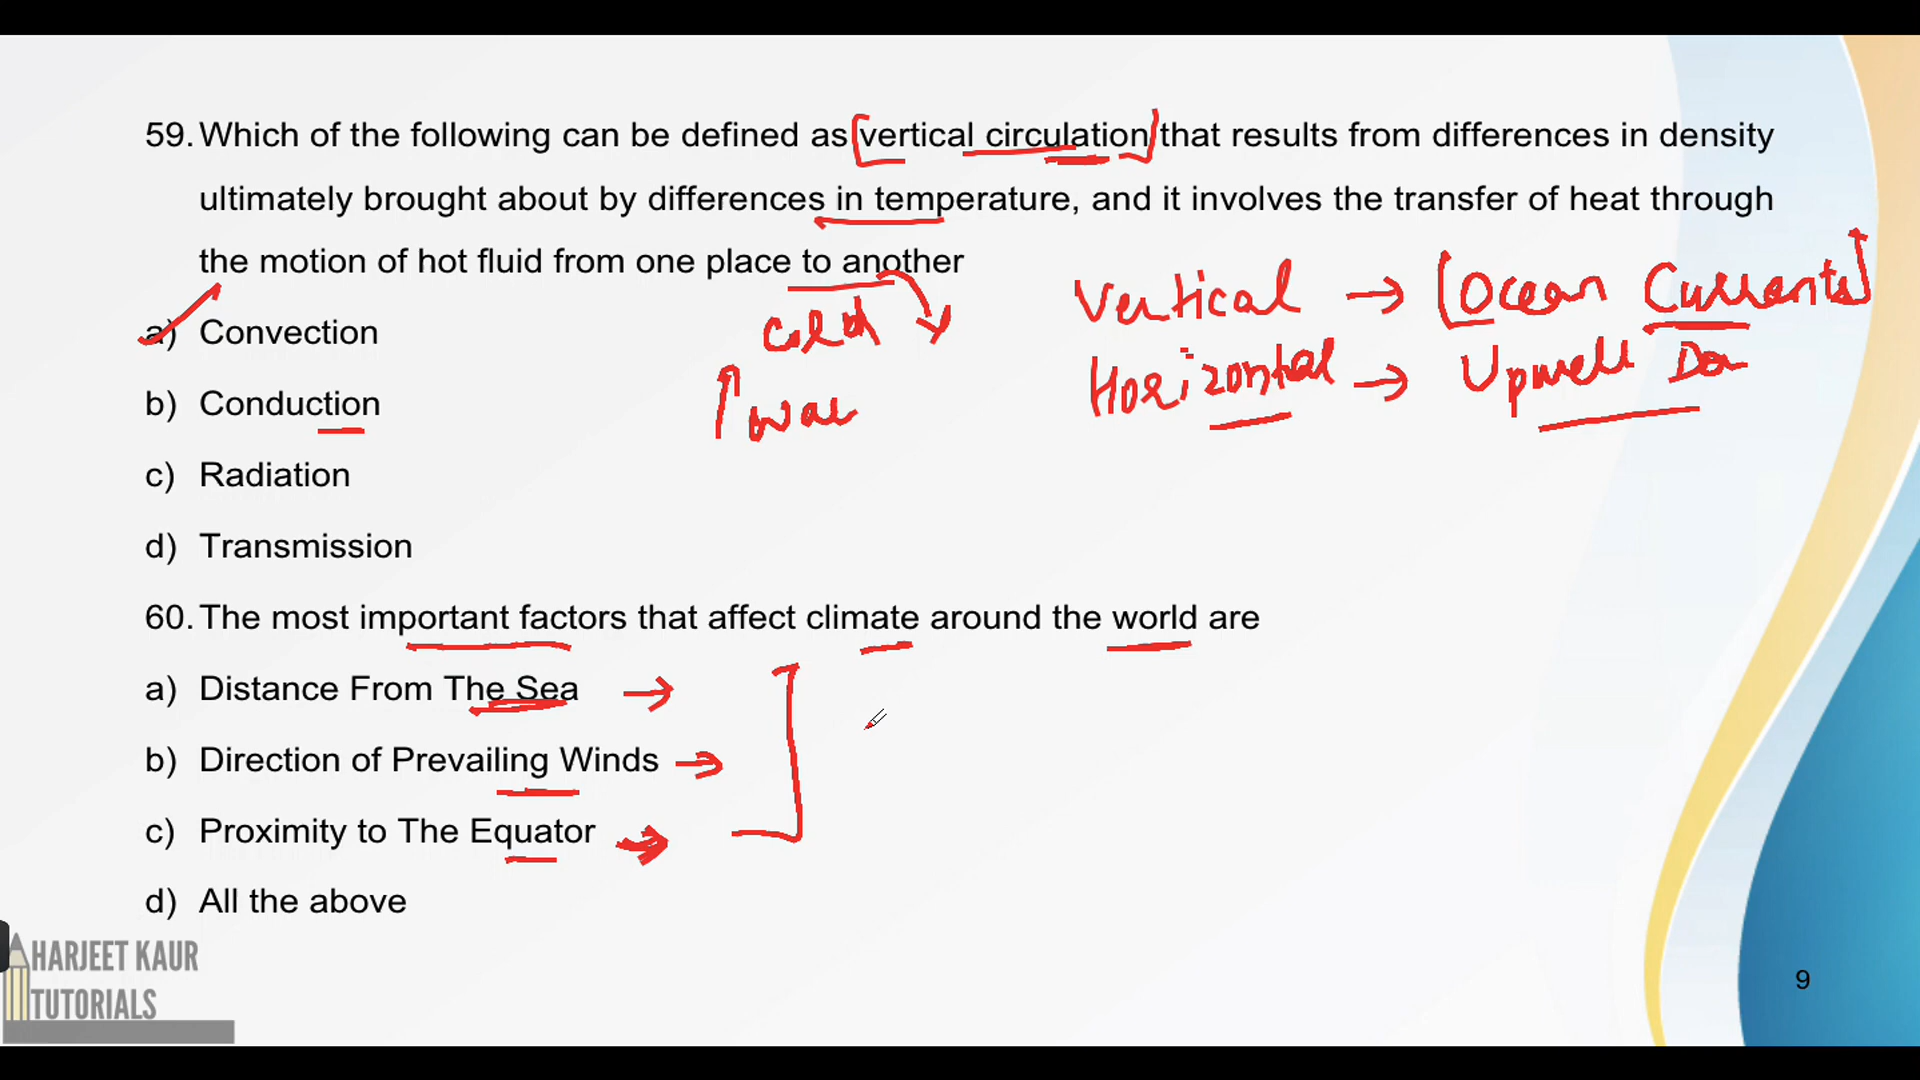 59. Which of the following can be defined as vertical circulation that results from differences in density
ultimately brought about by differences in temperature, and it involves the transfer of heat through
the motion of hot fluid from one place to another
Vertical → [Ocean Currents]
cold
a) Convection
Horizontal → Upwell Do
b) Conduction
c) Radiation
d) Transmission
60. The most important factors that affect climate around the world are
a) Distance From The Sea
b) Direction of Prevailing Winds
c) Proximity to The Equator
d) All the above
HARJEET KAUR
TUTORIALS
9